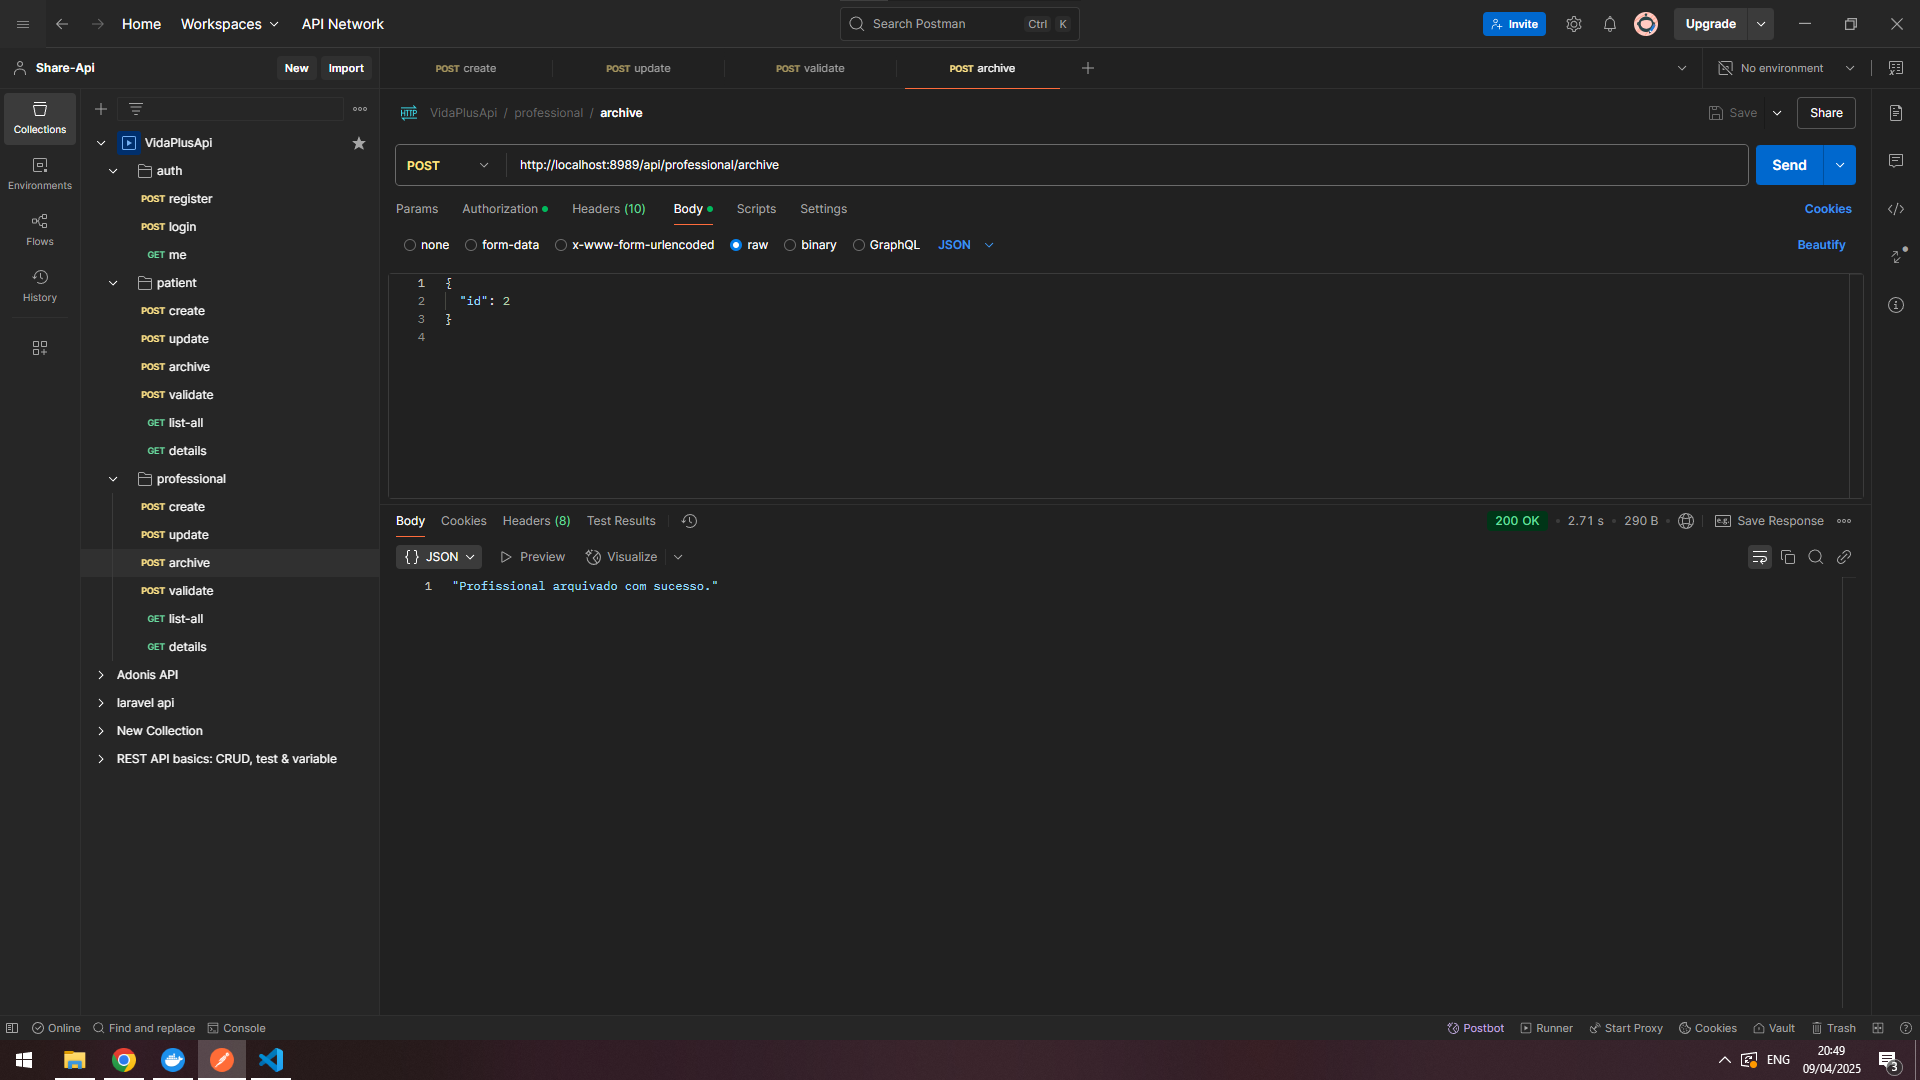 Home Workspaces API Network Search Postman Ctrl K Invite Upgrade
Share-Api New Import POST create POST update POST validate POST archive No environment
Collections
Environments
Flows
History
VidaPlusApi
auth
POST register
POST login
GET me
patient
POST create
POST update
POST archive
POST validate
GET list-all
GET details
professional
POST create
POST update
POST archive
POST validate
GET list-all
GET details
Adonis API
laravel api
New Collection
REST API basics: CRUD, test & variable
HTTP VidaPlusApi / professional / archive Save Share
POST http://localhost:8989/api/professional/archive Send
Params Authorization Headers (10) Body Scripts Settings Cookies
none form-data x-www-form-urlencoded raw binary GraphQL JSON Beautify
1 {
2 "id": 2
3 }
4
Body Cookies Headers (8) Test Results 200 OK • 2.71 s • 290 B e.g. Save Response
{} JSON Preview Visualize
1 "Profissional arquivado com sucesso."
Online Find and replace Console Postbot Runner Start Proxy Cookies Vault Trash
ENG 20:49
09/04/2025 3